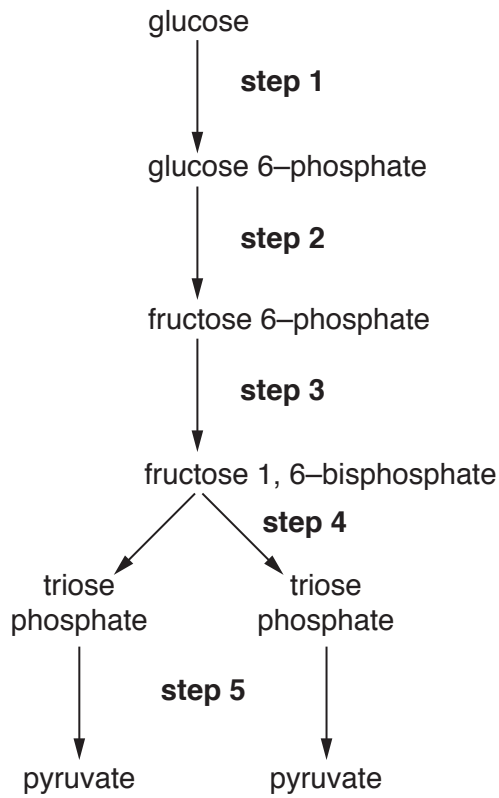 glucose
step 1
glucose 6–phosphate
step 2
fructose 6–phosphate
step 3
fructose 1, 6–bisphosphate
step 4
triose
phosphate
triose
phosphate
step 5
pyruvate
pyruvate